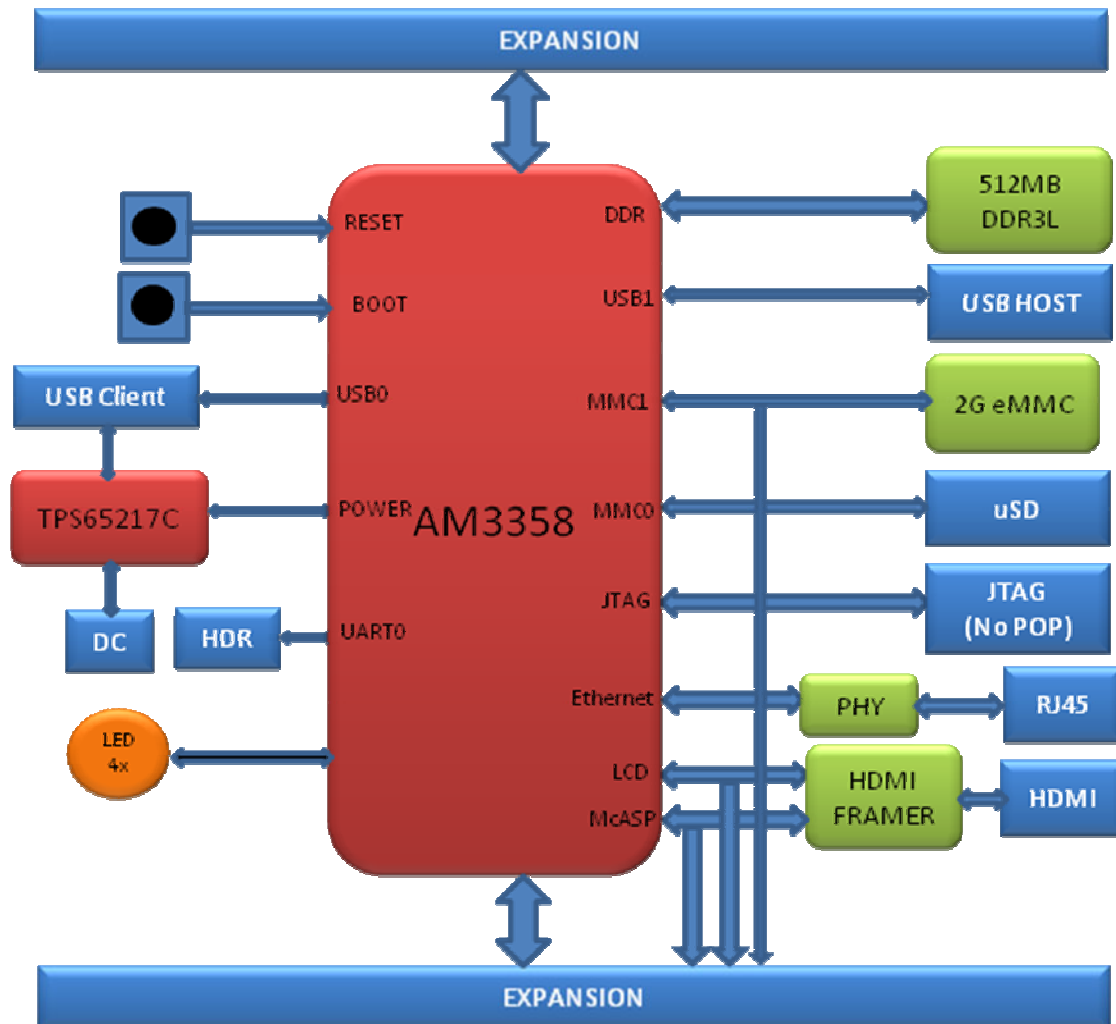 EXPANSION
RESET
BOOT
USB0
USB Client
POWER
TPS65217C
AM3358
UART0
DC
HDR
LED
4x
DDR
512MB
DDR3L
USB1
USB HOST
MMC1
2G eMMC
MMC0
uSD
JTAG
JTAG
(No POP)
Ethernet
PHY
RJ45
LCD
McASP
HDMI
FRAMER
HDMI
EXPANSION